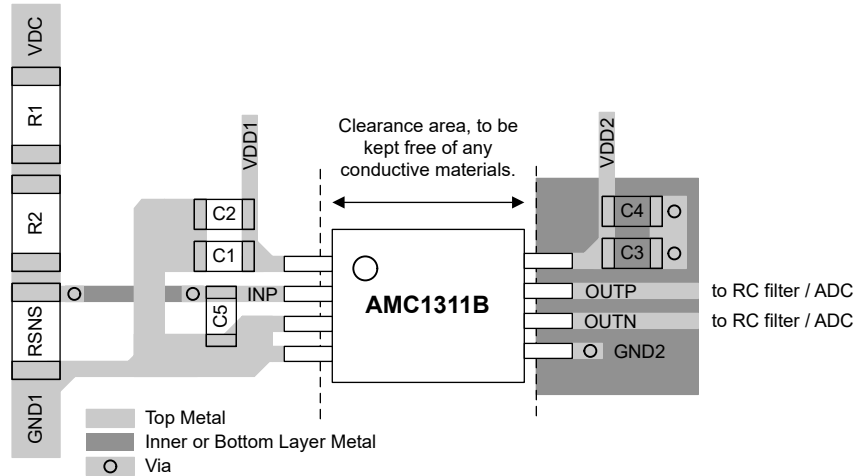 VDC
R1
R2
RSNS
GND1
VDD1
C2
C1
C5
INP
Clearance area, to be
kept free of any
conductive materials.
AMC1311B
VDD2
C4
C3
OUTP
to RC filter / ADC
OUTN
to RC filter / ADC
GND2
Top Metal
Inner or Bottom Layer Metal
Via